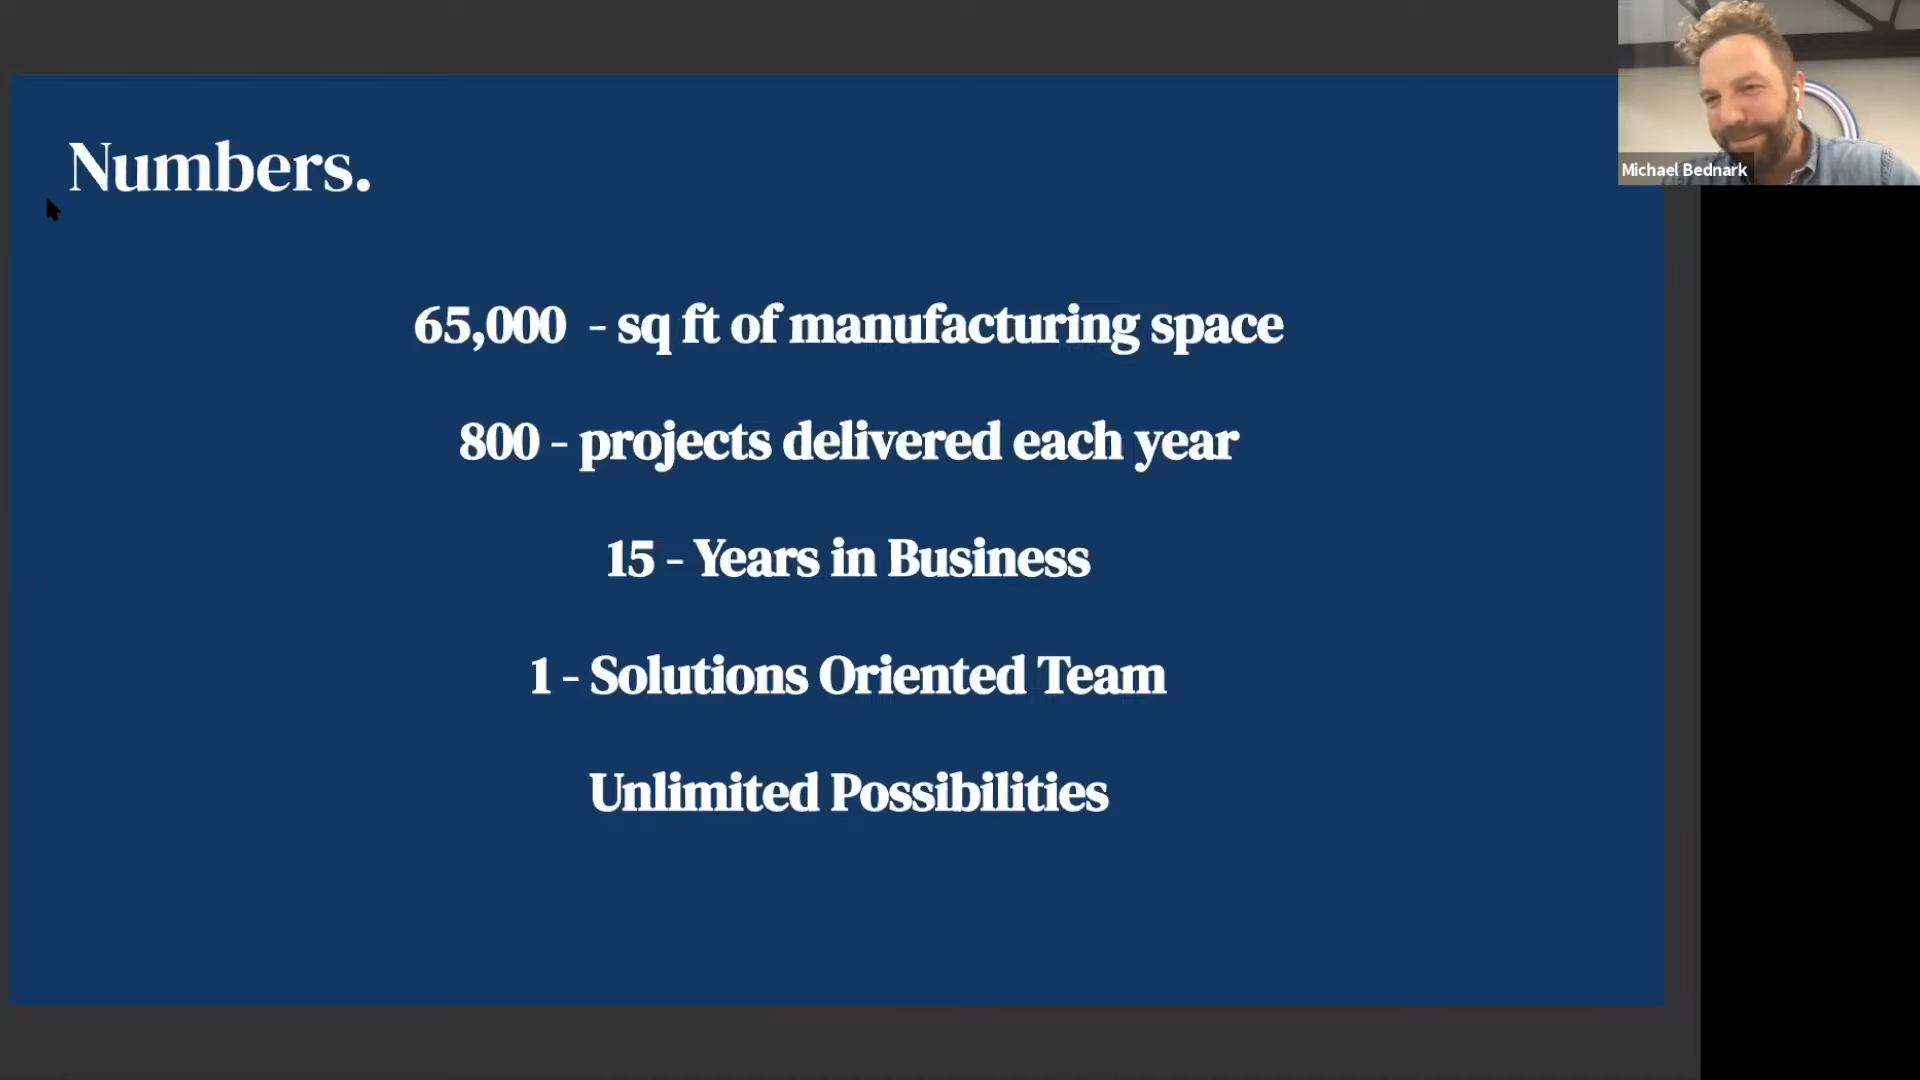 Numbers.
65,000 - sq ft of manufacturing space
800 - projects delivered each year
15 - Years in Business
1 - Solutions Oriented Team
Unlimited Possibilities
Michael Bednark